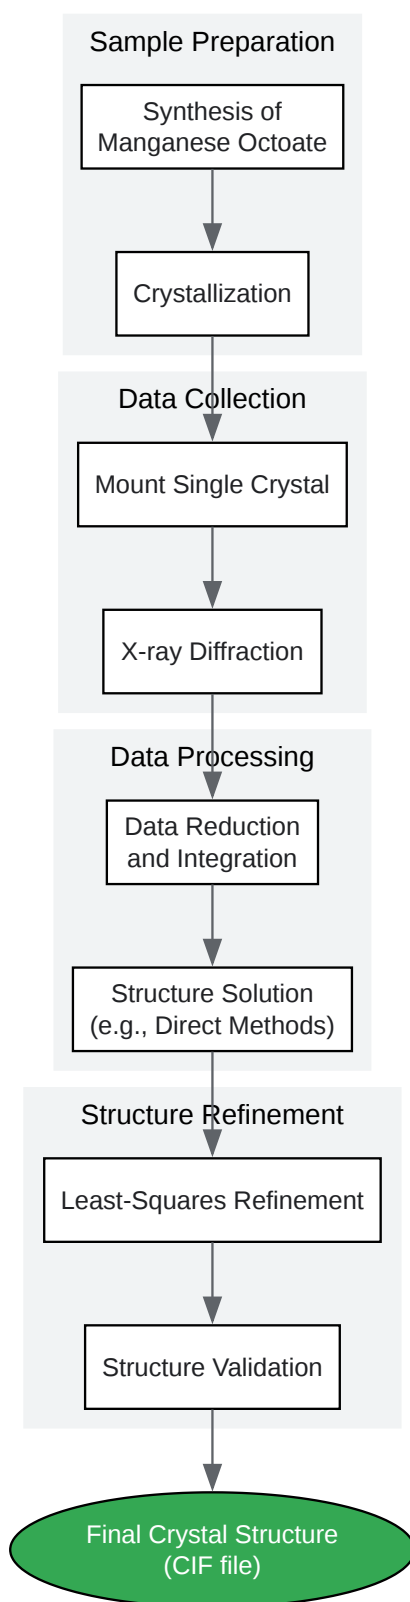 Sample Preparation
Synthesis of
Manganese Octoate
Crystallization
Data Collection
Mount Single Crystal
X-ray Diffraction
Data Processing
Data Reduction
and Integration
Structure Solution
(e.g., Direct Methods)
Structure Refinement
Least-Squares Refinement
Structure Validation
Final Crystal Structure
(CIF file)